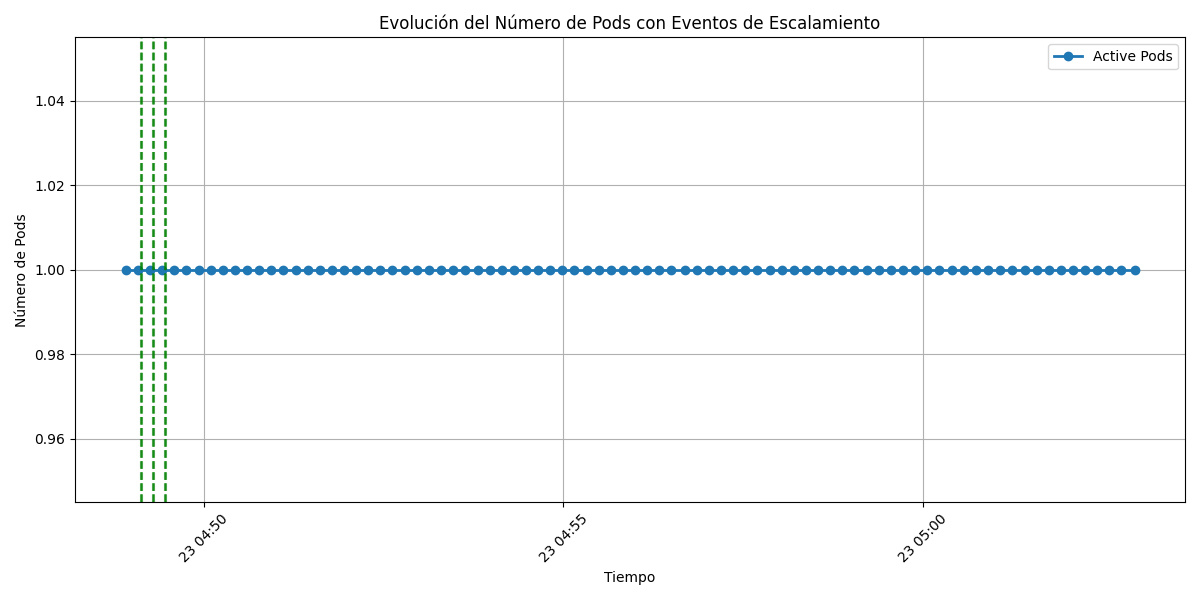 Evolución del Número de Pods con Eventos de Escalamiento
Active Pods
1.04
1.02
1.00
0.98
0.96
Número de Pods
23 04:50
23 04:55
23 05:00
Tiempo